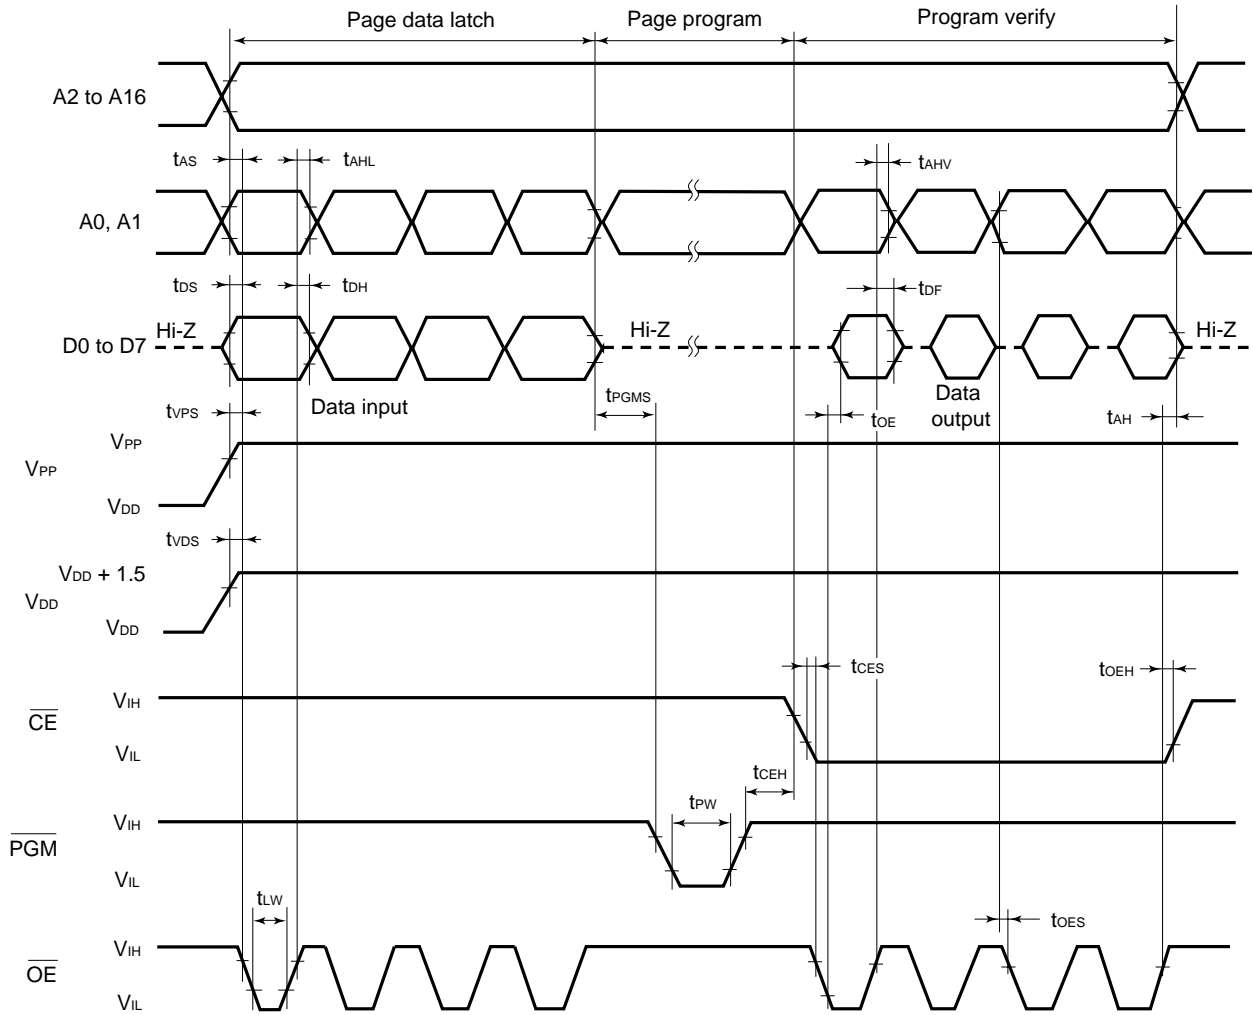 Page data latch Page program Program verify
A2 to A16
tAS tAHL tAHV
A0, A1
tDS tDH tDF
Hi-Z Hi-Z Hi-Z
D0 to D7
Data input tPGMS Data output
tVPS tOE tAH
VPP
VPP
VDD
tVDS
VDD + 1.5
VDD
VDD
tCES tOEH
VIH
CE
VIL
tCEH
tPW
VIH
PGM
VIL
tLW
tOES
VIH
OE
VIL